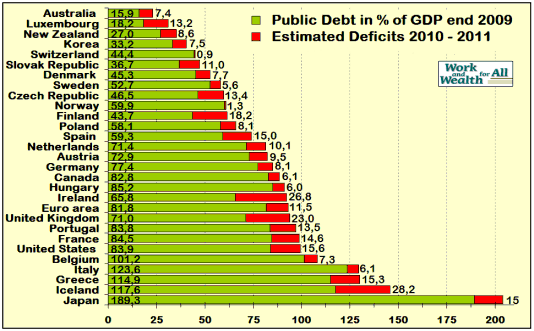 Public Debt in % of GDP end 2009
Estimated Deficits 2010 - 2011
Work and Wealth for All
Australia 15,9 7,4
Luxembourg 18,2 13,2
New Zealand 27,0 8,6
Korea 33,2 7,5
Switzerland 44,4 0,9
Slovak Republic 36,7 11,0
Denmark 45,3 7,7
Sweden 52,7 5,6
Czech Republic 46,5 13,4
Norway 59,9 1,3
Finland 43,7 18,2
Poland 58,1 8,1
Spain 59,3 15,0
Netherlands 71,4 10,1
Austria 72,9 9,5
Germany 77,4 8,1
Canada 82,8 6,1
Hungary 85,2 6,0
Ireland 65,8 26,8
Euro area 81,8 11,5
United Kingdom 71,0 23,0
Portugal 83,8 13,5
France 84,5 14,6
United States 83,9 15,6
Belgium 101,2 7,3
Italy 123,6 6,1
Greece 114,9 15,3
Iceland 117,6 28,2
Japan 189,3 15
0 25 50 75 100 125 150 175 200